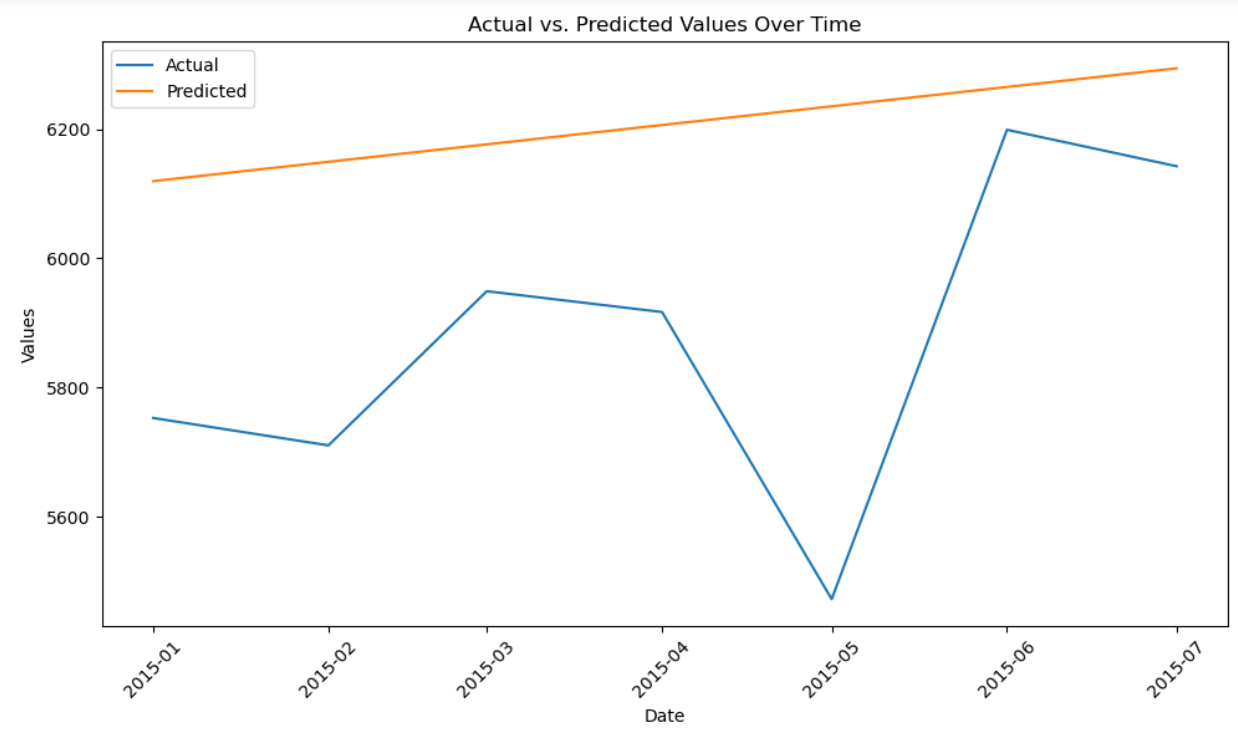 Actual vs. Predicted Values Over Time
Actual
Predicted
6200
6000
5800
5600
Values
2015-01
2015-02
2015-03
2015-04
2015-05
2015-06
2015-07
Date